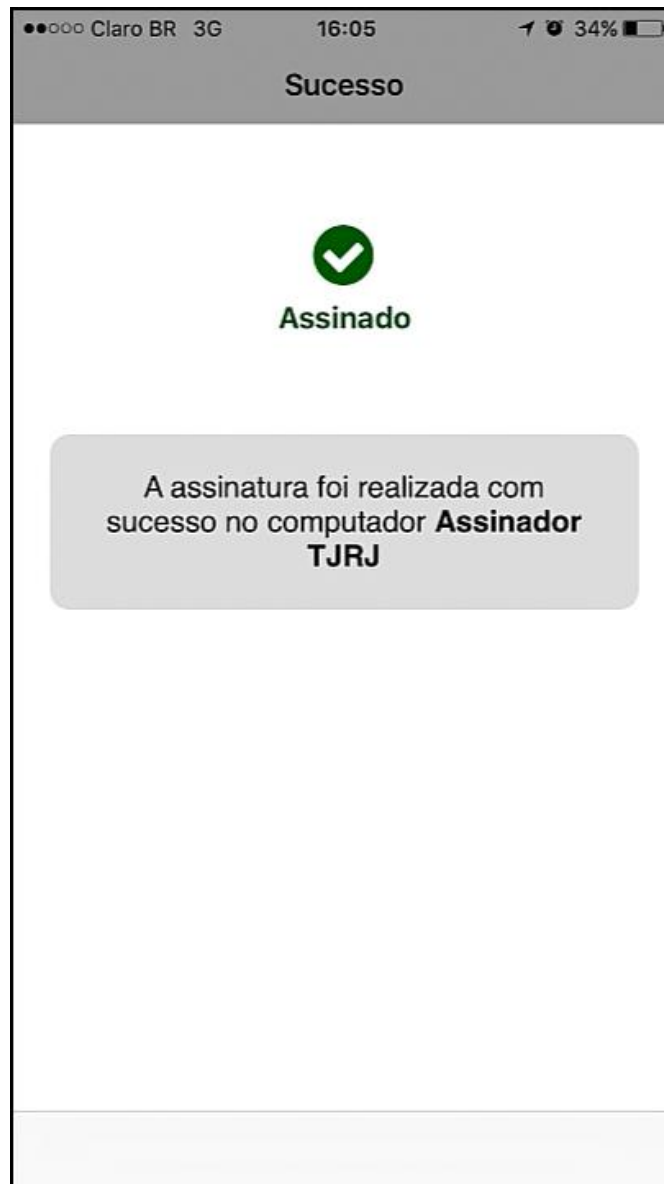 Claro BR 3G 16:05 34%
Sucesso
Assinado
A assinatura foi realizada com
sucesso no computador Assinador
TJRJ